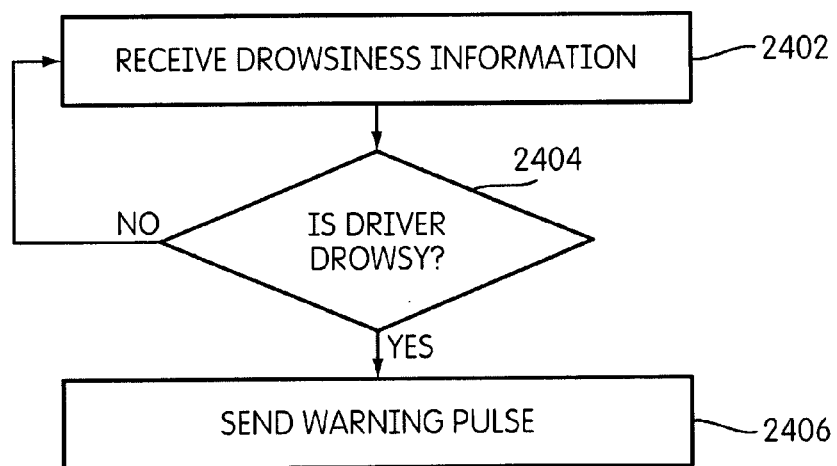 RECEIVE DROWSINESS INFORMATION
2402
2404
IS DRIVER
DROWSY?
NO
YES
SEND WARNING PULSE
2406